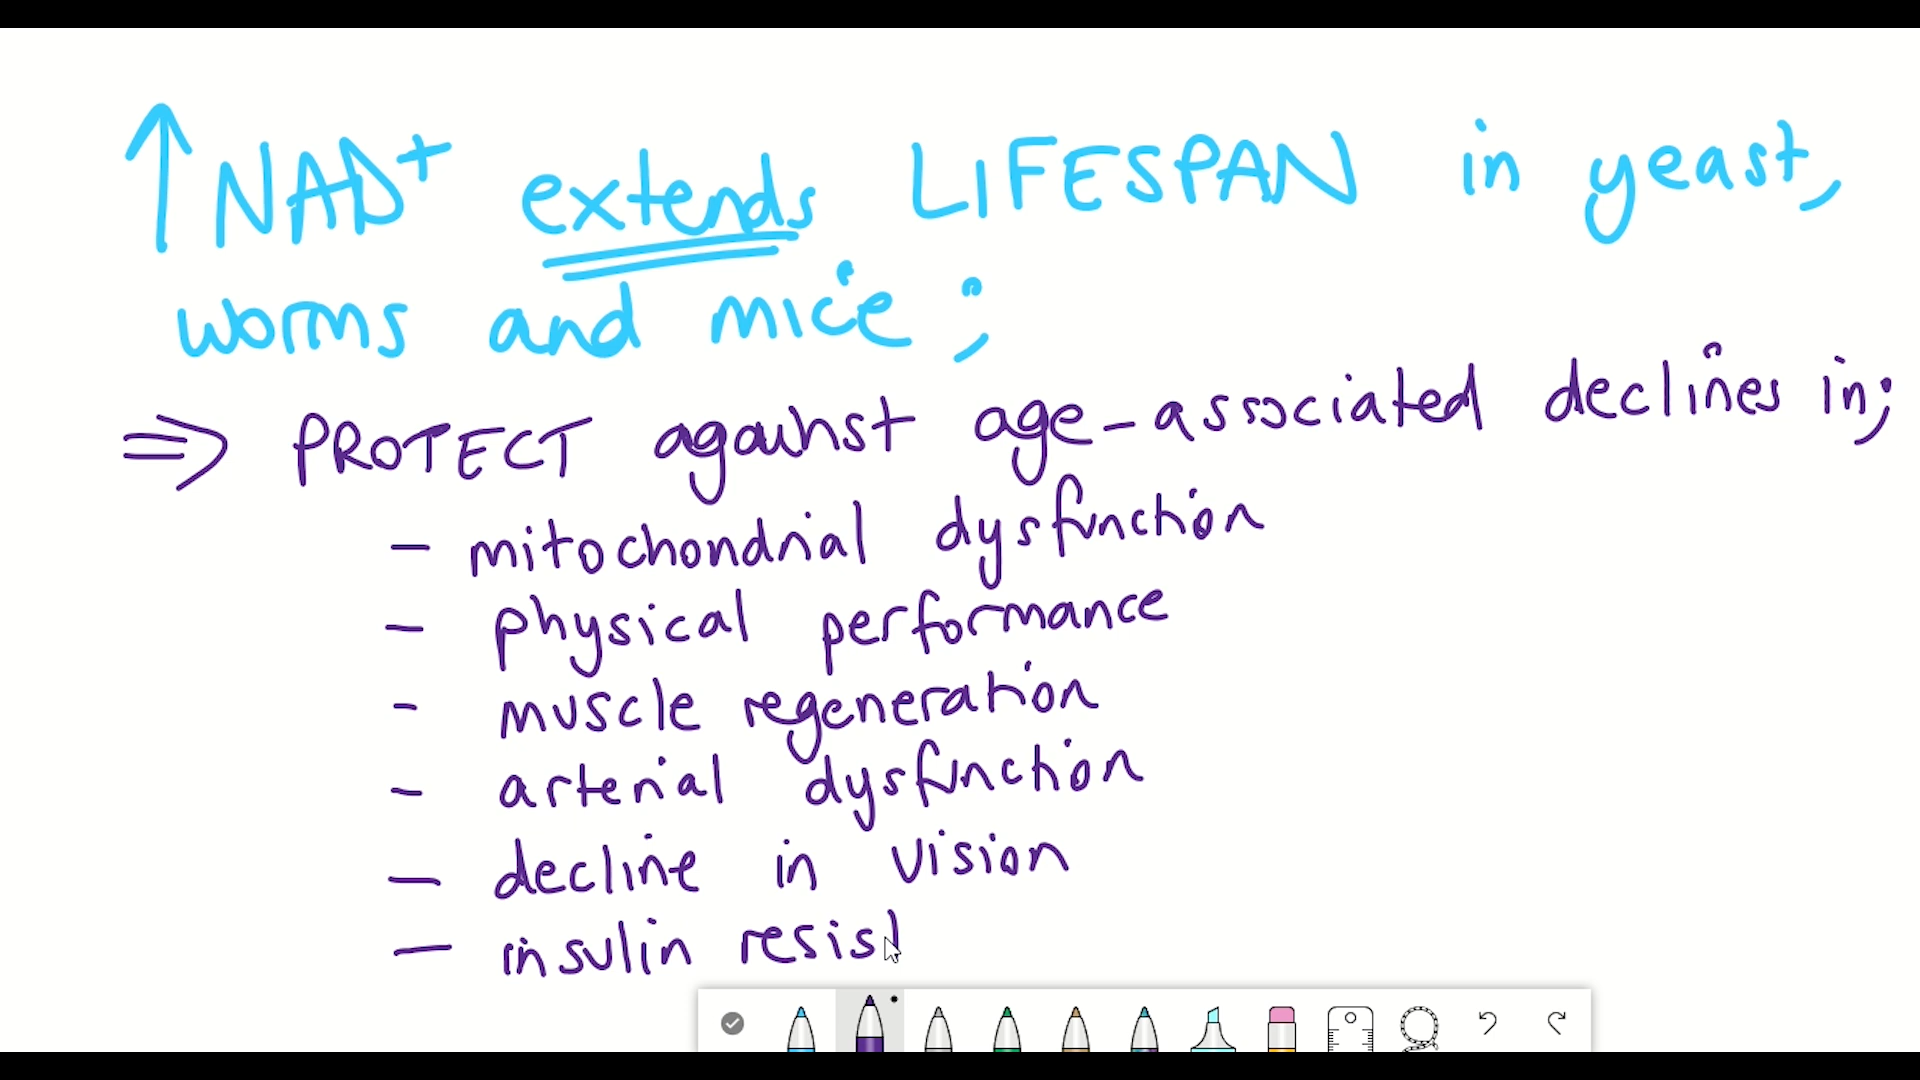 ↑ NAD+ extends LIFESPAN in yeast,
worms and mice;
⇒ PROTECT against age-associated declines in;
- mitochondrial dysfunction
- physical performance
- muscle regeneration
- arterial dysfunction
- decline in vision
- insulin resist